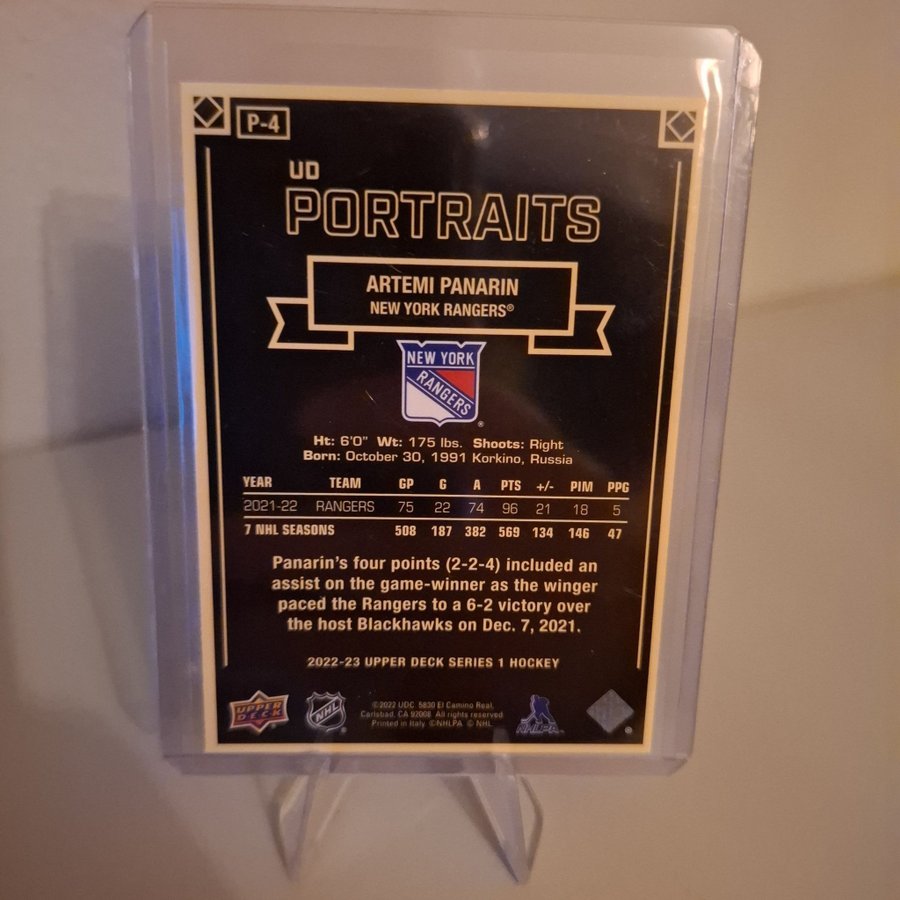 P-4
UD
PORTRAITS
ARTEMI PANARIN
NEW YORK RANGERS®
NEW YORK
RANGERS
®
Ht: 6'0" Wt: 175 lbs. Shoots: Right
Born: October 30, 1991 Korkino, Russia
YEAR TEAM GP G A PTS +/- PIM PPG
2021-22 RANGERS 75 22 74 96 21 18 5
7 NHL SEASONS 508 187 382 569 134 146 47
Panarin's four points (2-2-4) included an
assist on the game-winner as the winger
paced the Rangers to a 6-2 victory over
the host Blackhawks on Dec. 7, 2021.
2022-23 UPPER DECK SERIES 1 HOCKEY
UPPER
DECK
NHL
©2022 UDC 5830 El Camino Real,
Carlsbad, CA 92008 All rights reserved
Printed in Italy ©NHLPA © NHL
NHLPA
®